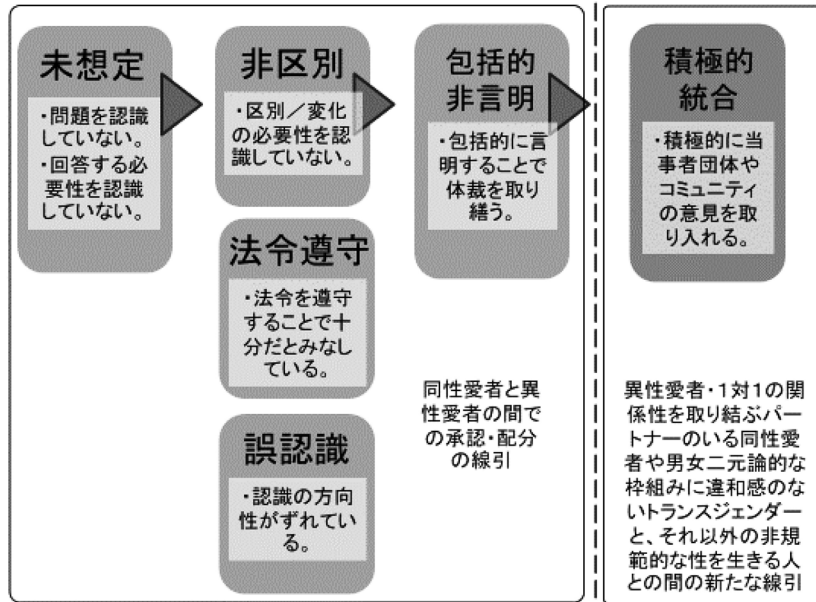 未想定
・問題を認識
していない。
・回答する必
要性を認識
していない。
非区別
・区別／変化
の必要性を認
識していない。
法令遵守
・法令を遵守
することで十
分だとみなし
ている。
誤認識
・認識の方向
性がずれてい
る。
包括的
非言明
・包括的に言
明することで
体裁を取り
繕う。
同性愛者と異
性愛者の間で
の承認・配分
の線引
積極的
統合
・積極的に当
事者団体や
コミュニティ
の意見を取
り入れる。
異性愛者・1対1の関
係性を取り結ぶパー
トナーのいる同性愛
者や男女二元論的な
枠組みに違和感のな
いトランスジェンダー
と、それ以外の非規
範的な性を生きる人
との間の新たな線引